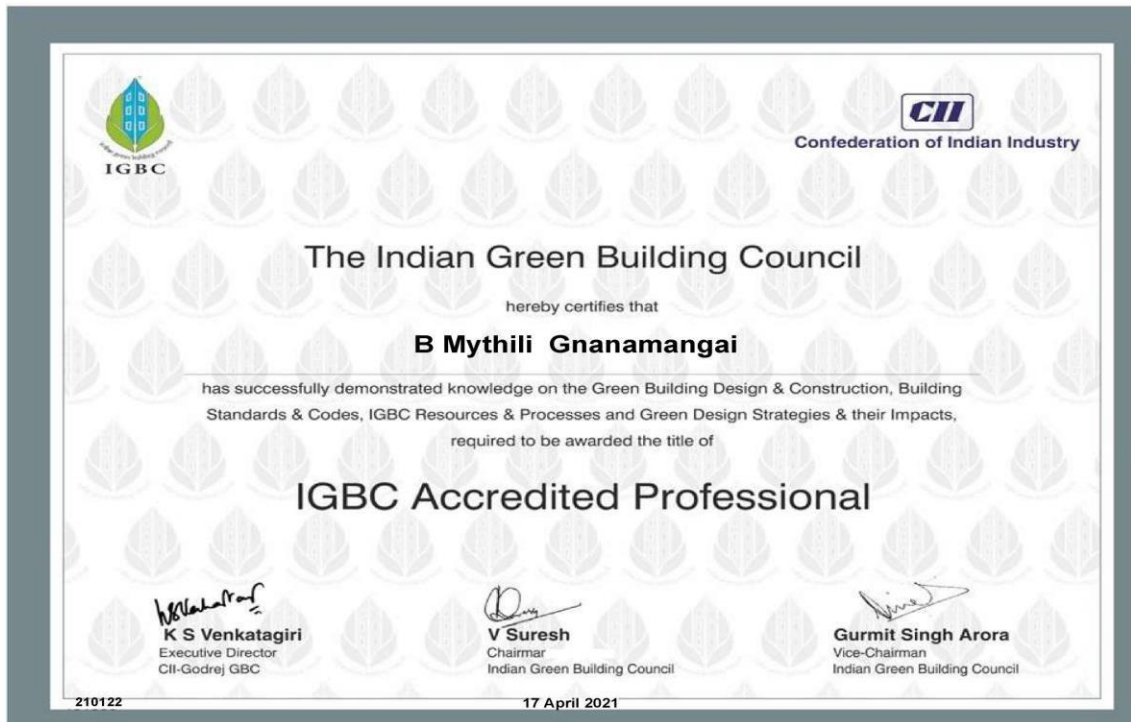 IGBC
CII
Confederation of Indian Industry
The Indian Green Building Council
hereby certifies that
B Mythili Gnanamangai
has successfully demonstrated knowledge on the Green Building Design & Construction, Building
Standards & Codes, IGBC Resources & Processes and Green Design Strategies & their Impacts,
required to be awarded the title of
IGBC Accredited Professional
K S Venkatagiri
Executive Director
CII-Godrej GBC
V Suresh
Chairmar
Indian Green Building Council
Gurmit Singh Arora
Vice-Chairman
Indian Green Building Council
210122
17 April 2021